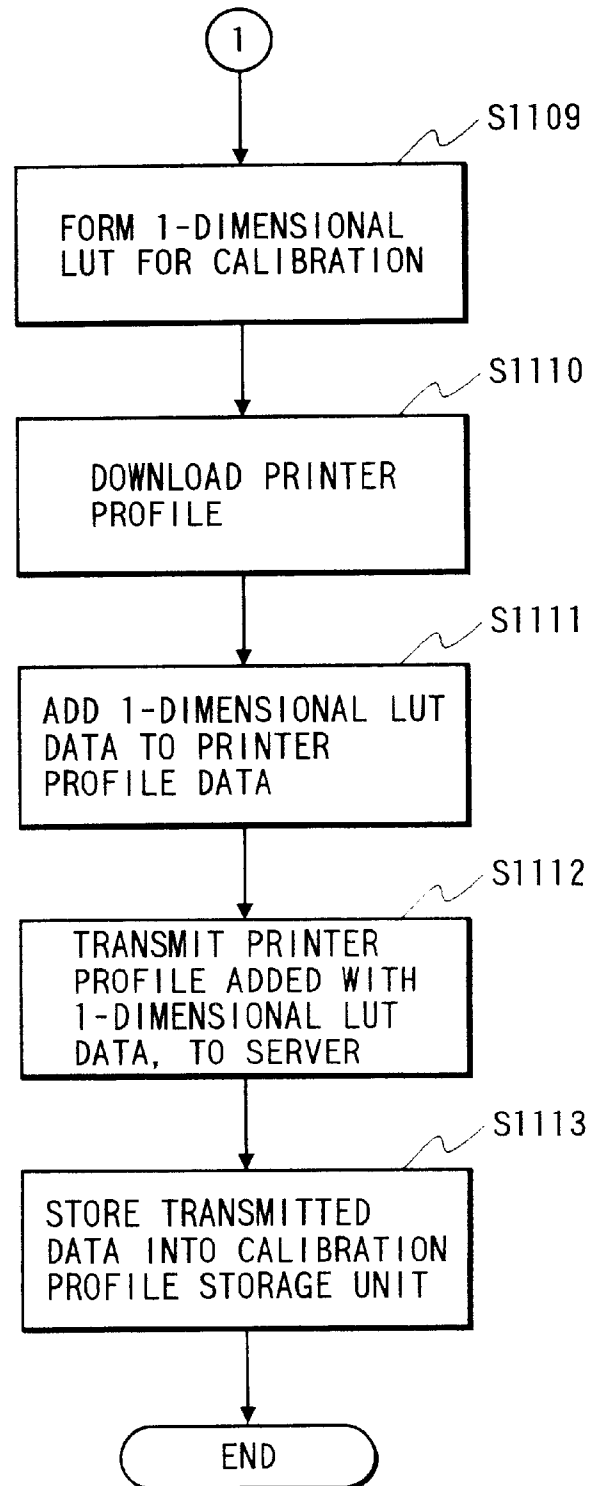 1
S1109
FORM 1-DIMENSIONAL
LUT FOR CALIBRATION
S1110
DOWNLOAD PRINTER
PROFILE
S1111
ADD 1-DIMENSIONAL LUT
DATA TO PRINTER
PROFILE DATA
S1112
TRANSMIT PRINTER
PROFILE ADDED WITH
1-DIMENSIONAL LUT
DATA, TO SERVER
S1113
STORE TRANSMITTED
DATA INTO CALIBRATION
PROFILE STORAGE UNIT
END